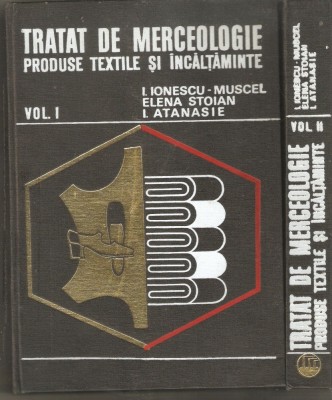 TRATAT DE MERCEOLOGIE
PRODUSE TEXTILE ȘI ÎNCĂLȚĂMINTE
I. IONESCU-MUSCEL
ELENA STOIAN
I. ATANASIE
VOL. I
TRATAT DE MERCEOLOGIE
PRODUSE TEXTILE ȘI ÎNCĂLȚĂMINTE
VOL. II
I. IONESCU-MUSCEL
ELENA STOIAN
I. ATANASIE